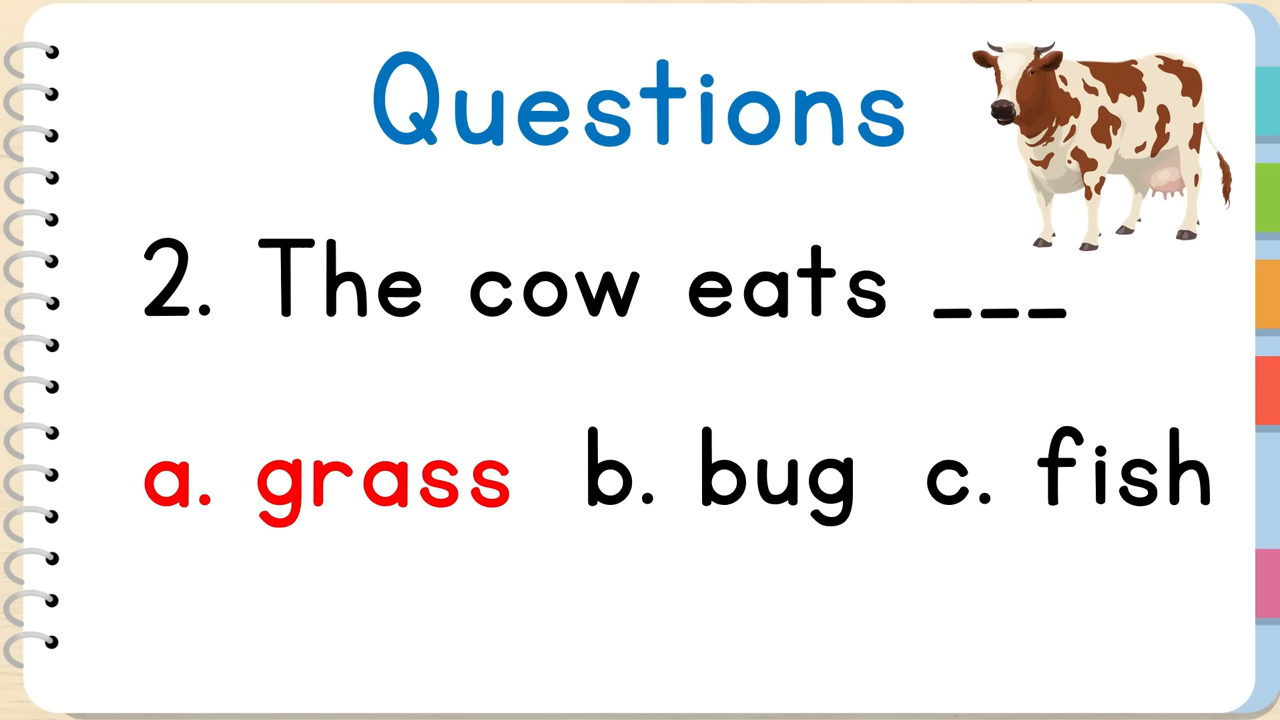 Questions
2. The cow eats ___
a. grass b. bug c. fish